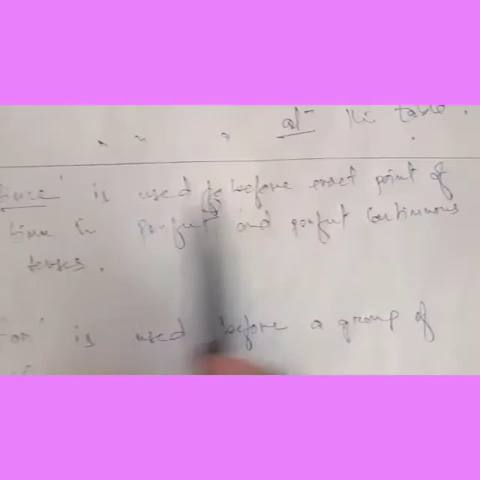 " " " at the table.
Since' is used before exact point of
time in perfect and perfect continuous
tenses.
for' is used before a group of